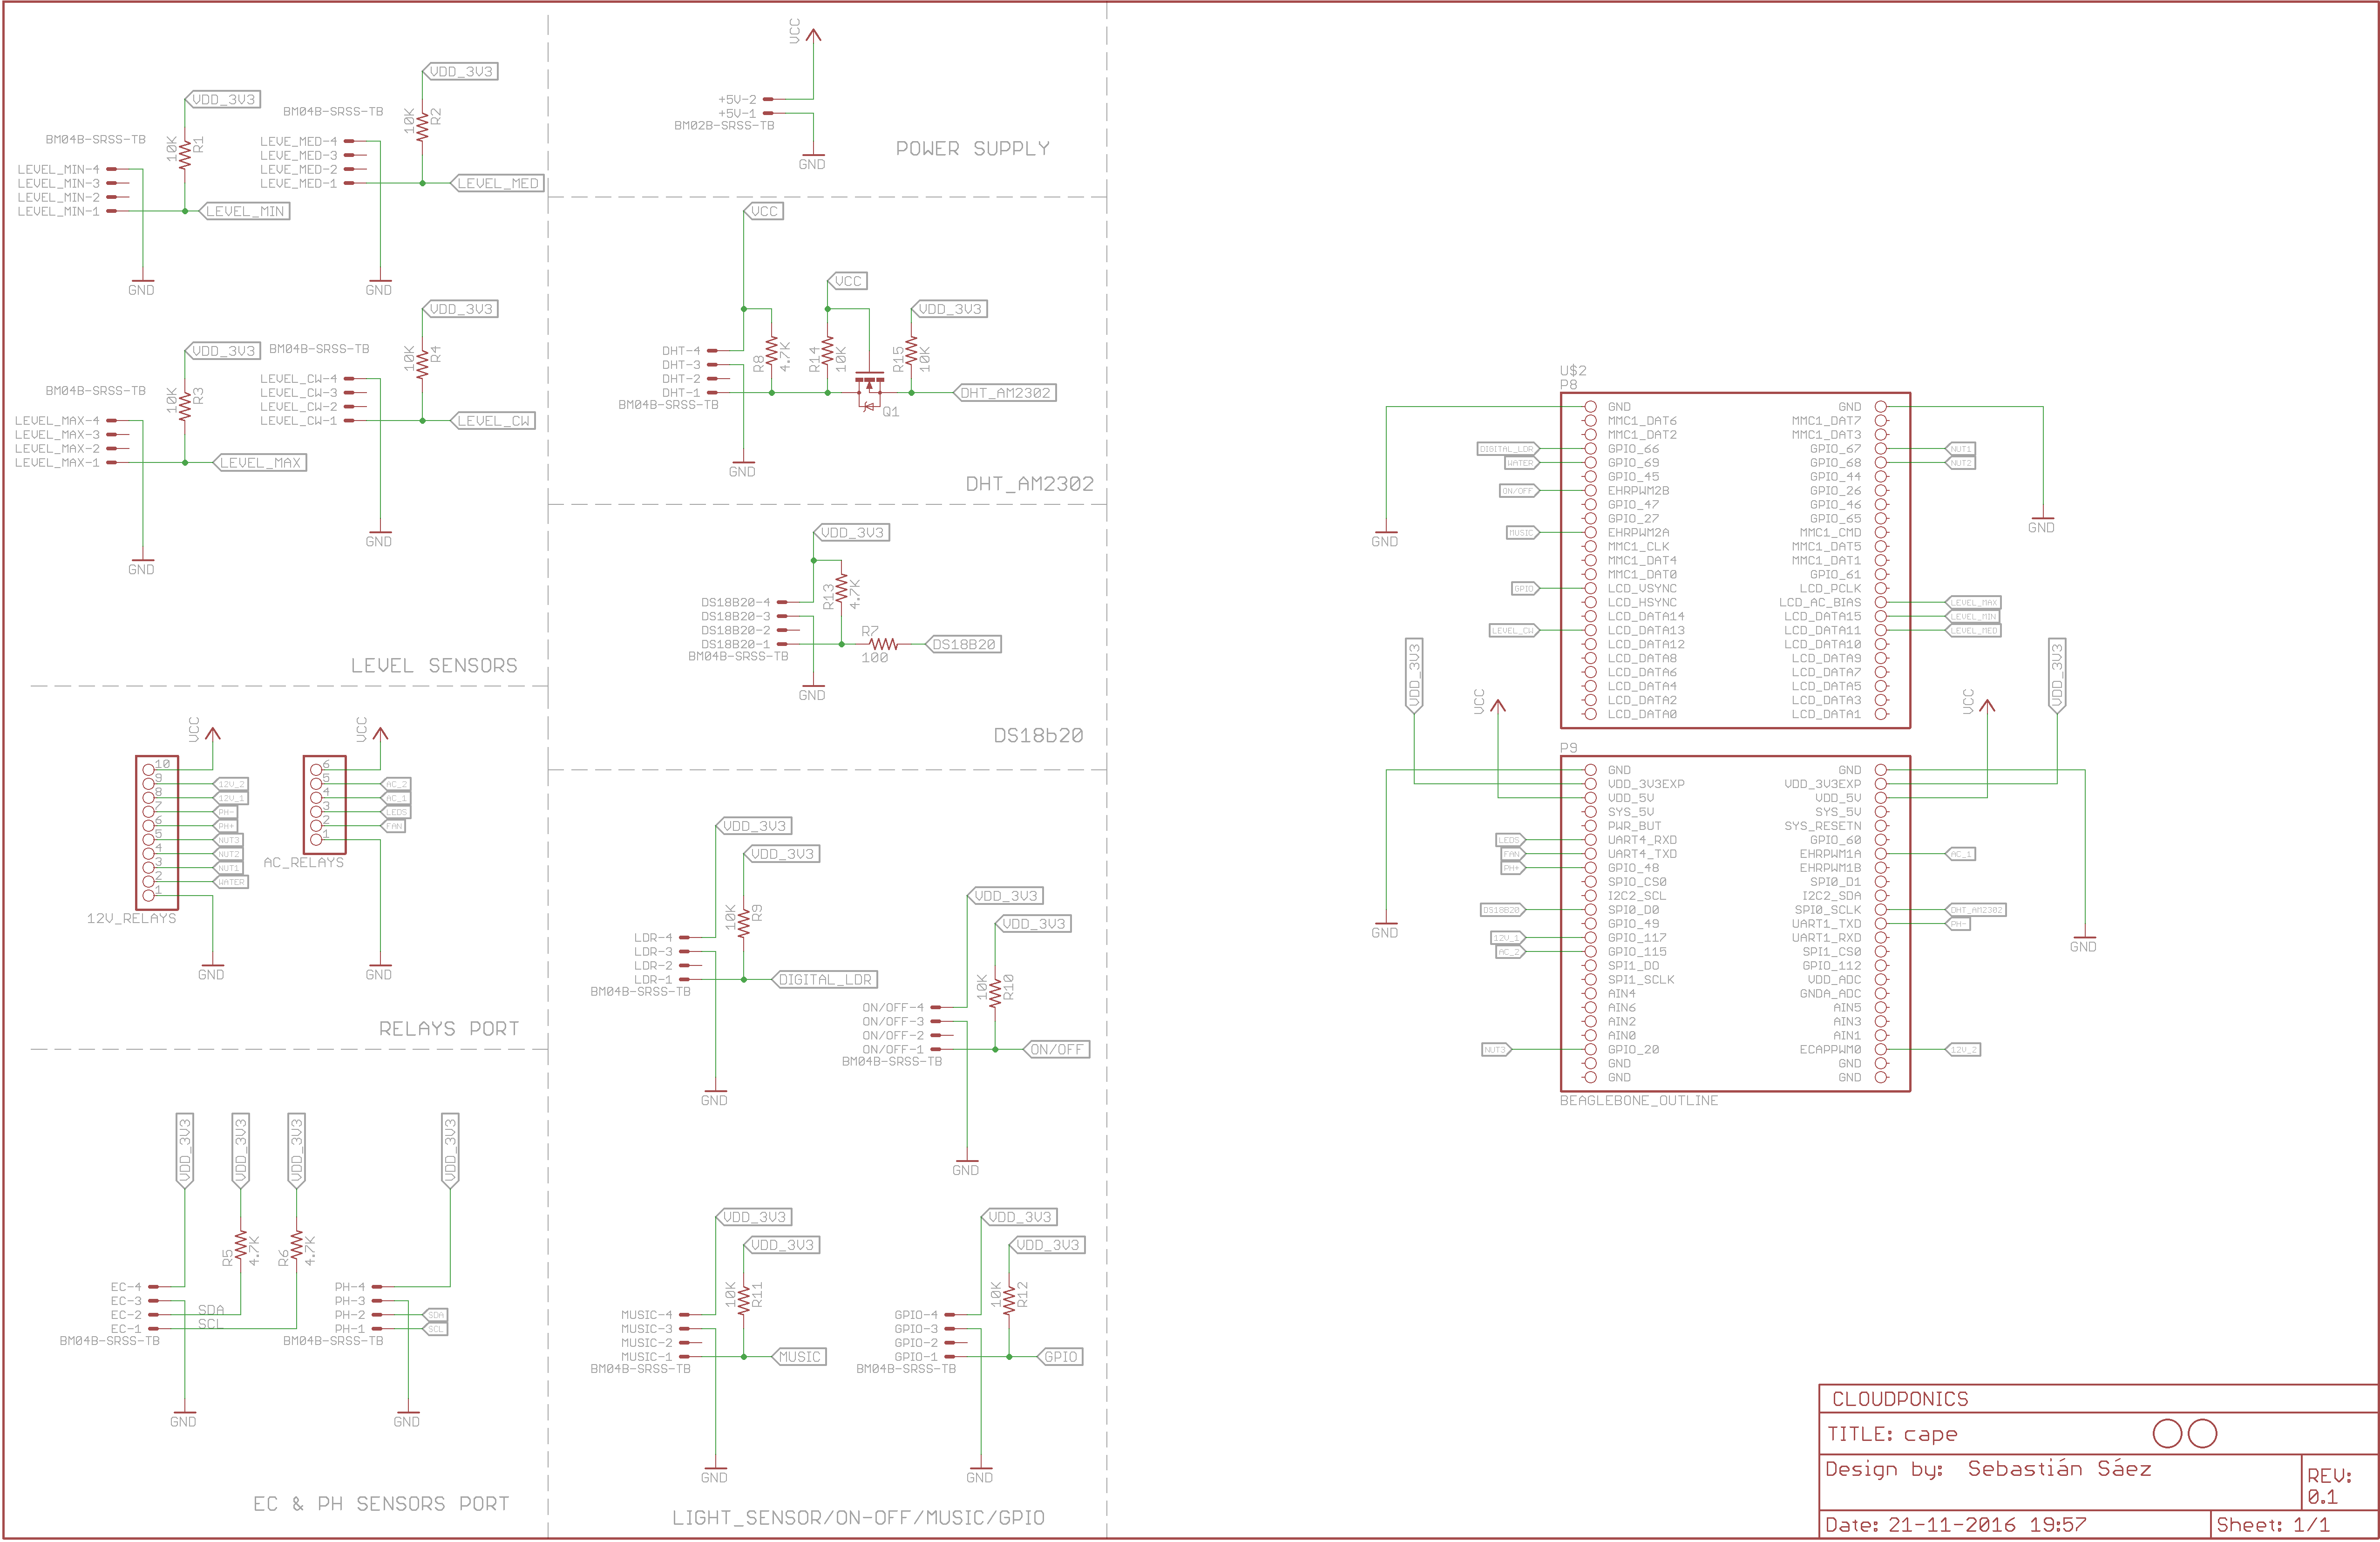 VDD_3V3
BM04B-SRSS-TB
10K
R1
LEVEL_MIN-4
LEVEL_MIN-3
LEVEL_MIN-2
LEVEL_MIN-1
LEVEL_MIN
GND
VDD_3V3
BM04B-SRSS-TB
10K
R2
LEVE_MED-4
LEVE_MED-3
LEVE_MED-2
LEVE_MED-1
LEVEL_MED
GND
VDD_3V3
BM04B-SRSS-TB
10K
R3
LEVEL_MAX-4
LEVEL_MAX-3
LEVEL_MAX-2
LEVEL_MAX-1
LEVEL_MAX
GND
VDD_3V3
BM04B-SRSS-TB
10K
R4
LEVEL_CW-4
LEVEL_CW-3
LEVEL_CW-2
LEVEL_CW-1
LEVEL_CW
GND
LEVEL SENSORS
VCC
10
9 12V_2
8 12V_1
7 PH-
6 PH+
5 NUT3
4 NUT2
3 NUT1
2 WATER
1
12V_RELAYS
GND
VCC
6
5 AC_2
4 AC_1
3 LEDS
2 FAN
1
AC_RELAYS
GND
RELAYS PORT
VDD_3V3
VDD_3V3
VDD_3V3
VDD_3V3
R5
4.7K
R6
4.7K
EC-4
EC-3
EC-2 SDA
EC-1 SCL
BM04B-SRSS-TB
GND
PH-4
PH-3
PH-2 SDA
PH-1 SCL
BM04B-SRSS-TB
GND
EC & PH SENSORS PORT
VCC
+5V-2
+5V-1
BM02B-SRSS-TB
GND
POWER SUPPLY
VCC
VCC
VDD_3V3
R8
4.7K
R14
10K
R15
10K
DHT-4
DHT-3
DHT-2
DHT-1
BM04B-SRSS-TB
Q1
DHT_AM2302
GND
DHT_AM2302
VDD_3V3
R13
4.7K
DS18B20-4
DS18B20-3
DS18B20-2
DS18B20-1
BM04B-SRSS-TB
R7
100
DS18B20
GND
DS18b20
VDD_3V3
VDD_3V3
10K
R9
LDR-4
LDR-3
LDR-2
LDR-1
BM04B-SRSS-TB
DIGITAL_LDR
GND
VDD_3V3
VDD_3V3
10K
R10
ON/OFF-4
ON/OFF-3
ON/OFF-2
ON/OFF-1
BM04B-SRSS-TB
ON/OFF
GND
VDD_3V3
VDD_3V3
10K
R11
MUSIC-4
MUSIC-3
MUSIC-2
MUSIC-1
BM04B-SRSS-TB
MUSIC
GND
VDD_3V3
VDD_3V3
10K
R12
GPIO-4
GPIO-3
GPIO-2
GPIO-1
BM04B-SRSS-TB
GPIO
GND
LIGHT_SENSOR/ON-OFF/MUSIC/GPIO
U$2
P8
GND GND
MMC1_DAT6 MMC1_DAT7
MMC1_DAT2 MMC1_DAT3
DIGITAL_LDR GPIO_66 GPIO_67 NUT1
WATER GPIO_69 GPIO_68 NUT2
GPIO_45 GPIO_44
ON/OFF EHRPWM2B GPIO_26
GPIO_47 GPIO_46
GPIO_27 GPIO_65
MUSIC EHRPWM2A MMC1_CMD
MMC1_CLK MMC1_DAT5
MMC1_DAT4 MMC1_DAT1
MMC1_DAT0 GPIO_61
GPIO LCD_VSYNC LCD_PCLK
LCD_HSYNC LCD_AC_BIAS LEVEL_MAX
LCD_DATA14 LCD_DATA15 LEVEL_MIN
LEVEL_CW LCD_DATA13 LCD_DATA11 LEVEL_MED
LCD_DATA12 LCD_DATA10
LCD_DATA8 LCD_DATA9
LCD_DATA6 LCD_DATA7
LCD_DATA4 LCD_DATA5
LCD_DATA2 LCD_DATA3
LCD_DATA0 LCD_DATA1
GND
GND
VDD_3V3
VCC
VCC
VDD_3V3
P9
GND GND
VDD_3V3EXP VDD_3V3EXP
VDD_5V VDD_5V
SYS_5V SYS_5V
PWR_BUT SYS_RESETN
LEDS UART4_RXD GPIO_60
FAN UART4_TXD EHRPWM1A AC_1
PH+ GPIO_48 EHRPWM1B
SPIO_CS0 SPI0_D1
I2C2_SCL I2C2_SDA
DS18B20 SPI0_D0 SPI0_SCLK DHT_AM2302
GPIO_49 UART1_TXD PH-
12V_1 GPIO_117 UART1_RXD
AC_2 GPIO_115 SPI1_CS0
SPI1_DO GPIO_112
SPI1_SCLK VDD_ADC
AIN4 GNDA_ADC
AIN6 AIN5
AIN2 AIN3
AIN0 AIN1
NUT3 GPIO_20 ECAPPWM0 12V_2
GND GND
GND GND
BEAGLEBONE_OUTLINE
GND
GND
CLOUDPONICS
TITLE: cape
Design by: Sebastián Sáez
REV:
0.1
Date: 21-11-2016 19:57
Sheet: 1/1